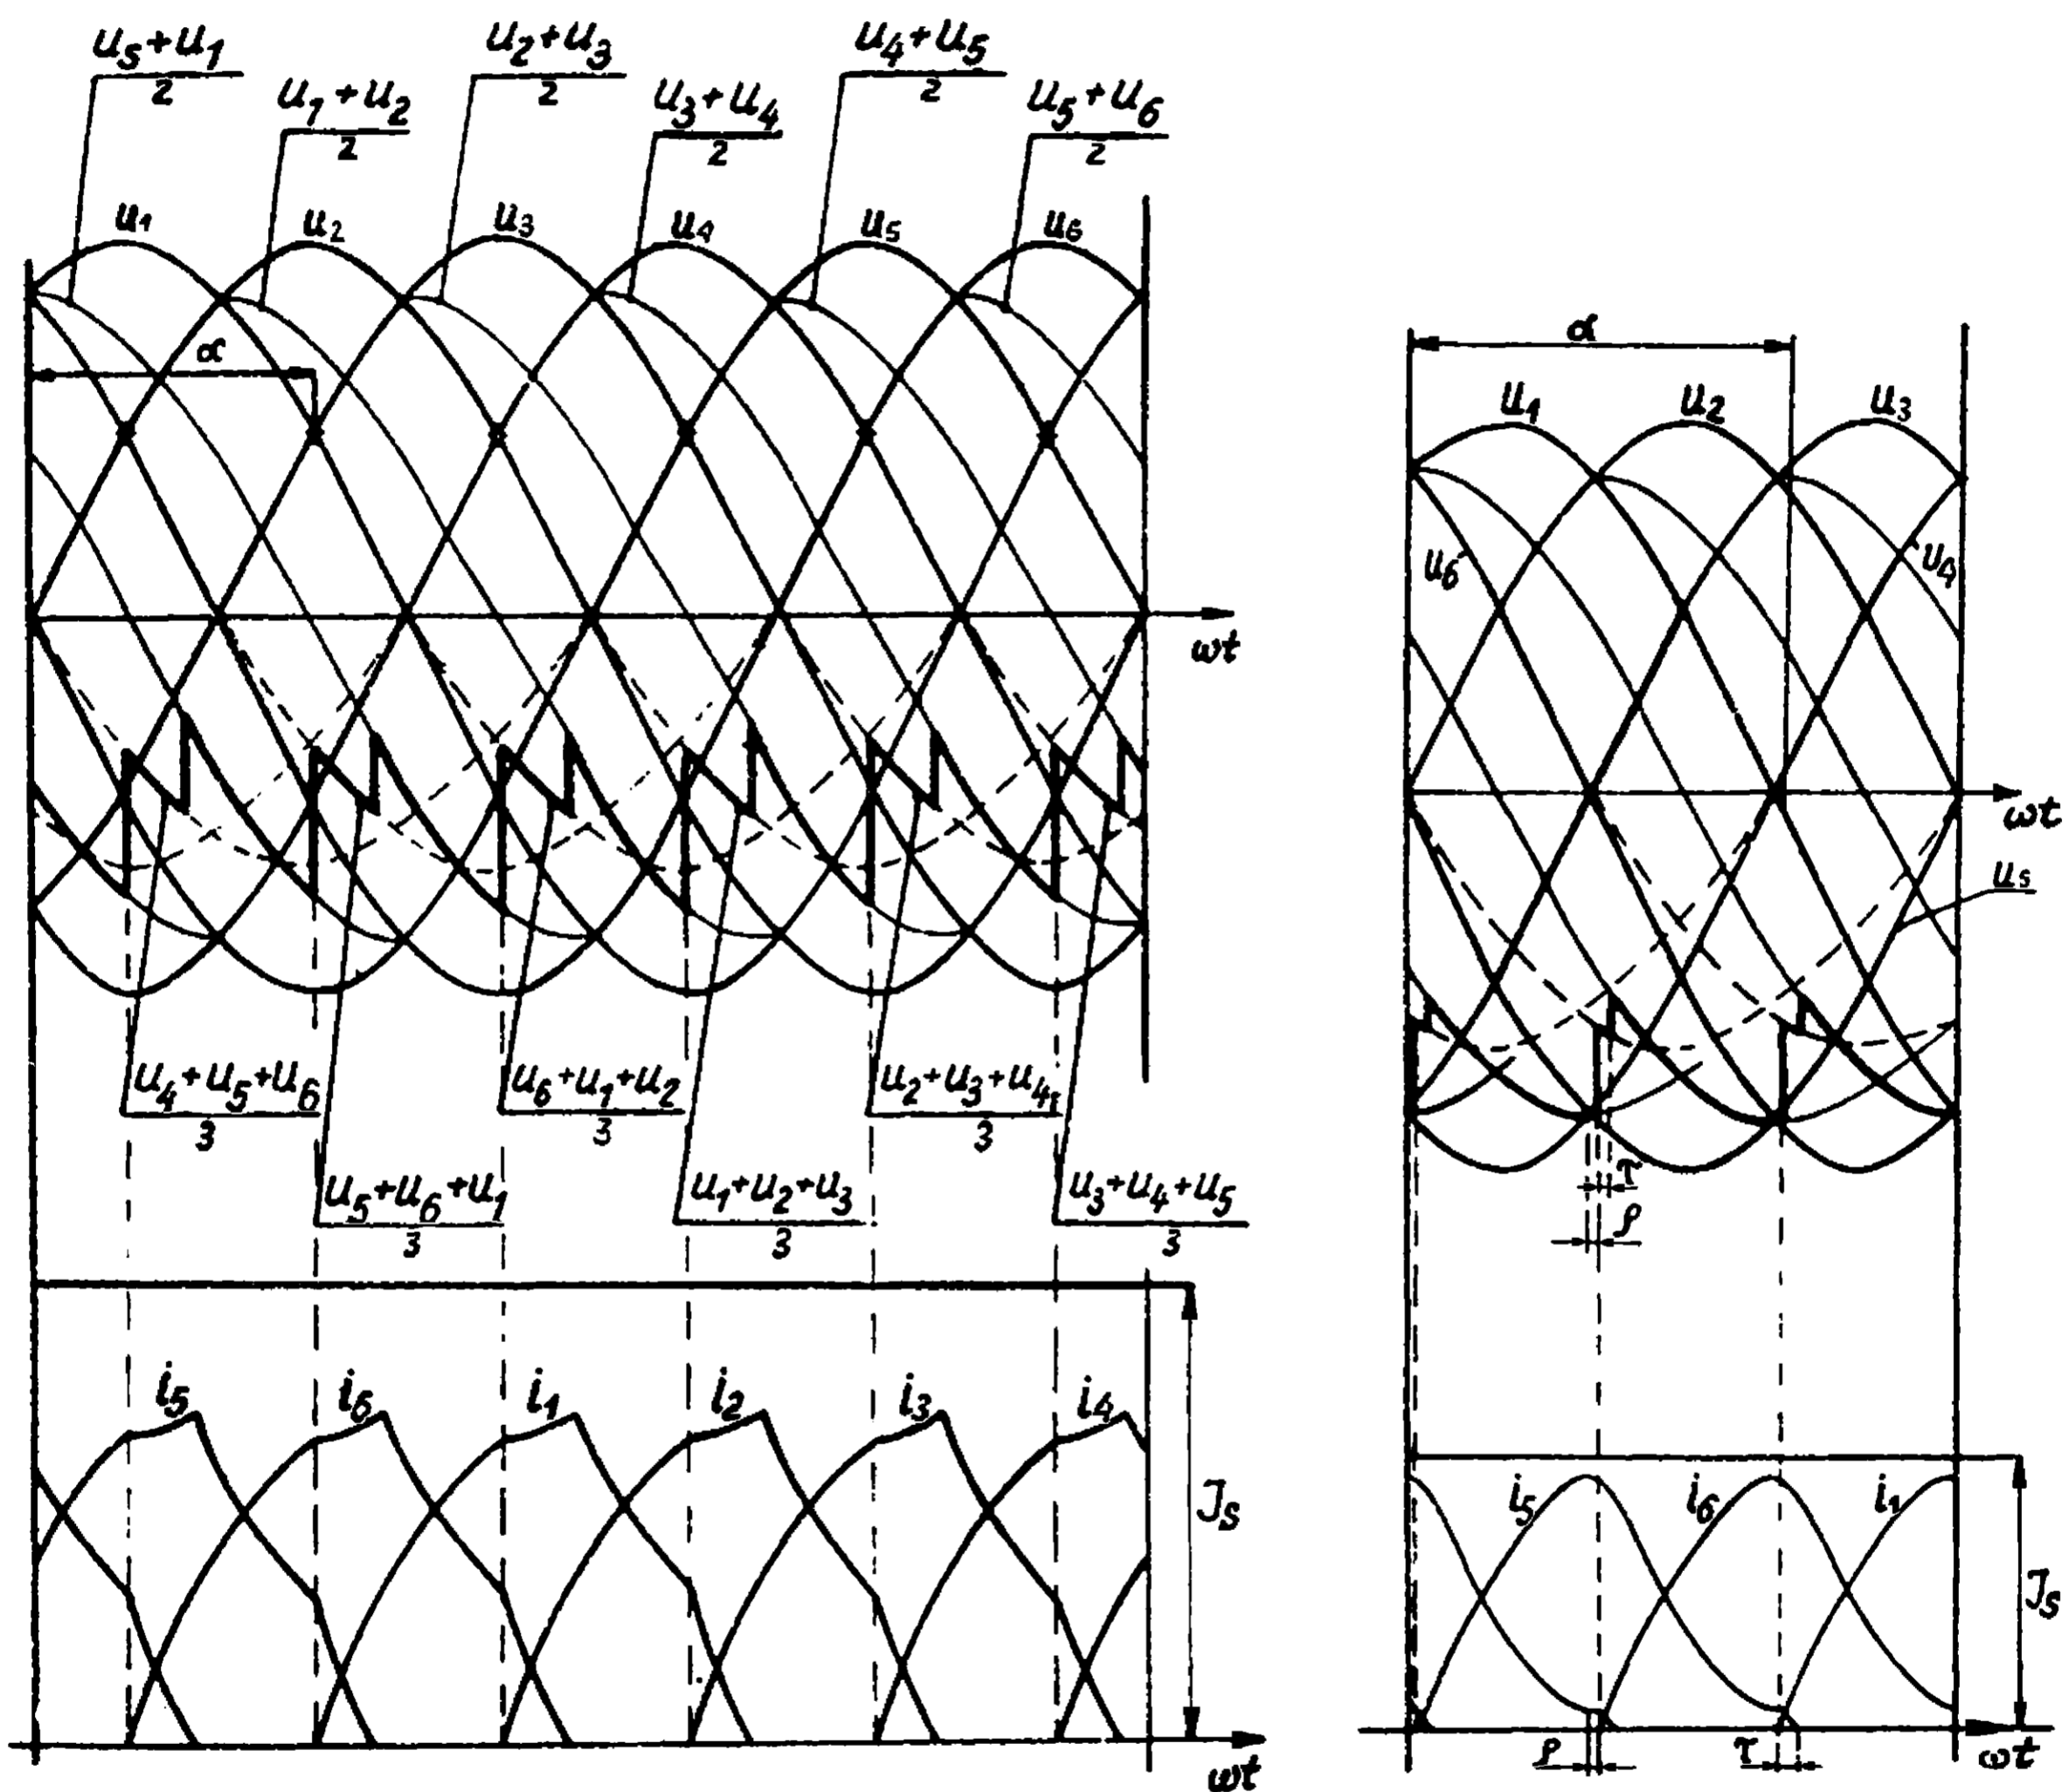 u5+u1
2
u1+u2
2
u2+u3
2
u3+u4
2
u4+u5
2
u5+u6
2
u1 u2 u3 u4 u5 u6
α
ωt
u4+u5+u6
3
u5+u6+u1
3
u6+u1+u2
3
u1+u2+u3
3
u2+u3+u4
3
u3+u4+u5
3
i5 i6 i1 i2 i3 i4
Js
ωt
α
u1 u2 u3
u6 u4
ωt
us
τ
ρ
i5 i6 i1
Js
ρ τ ωt